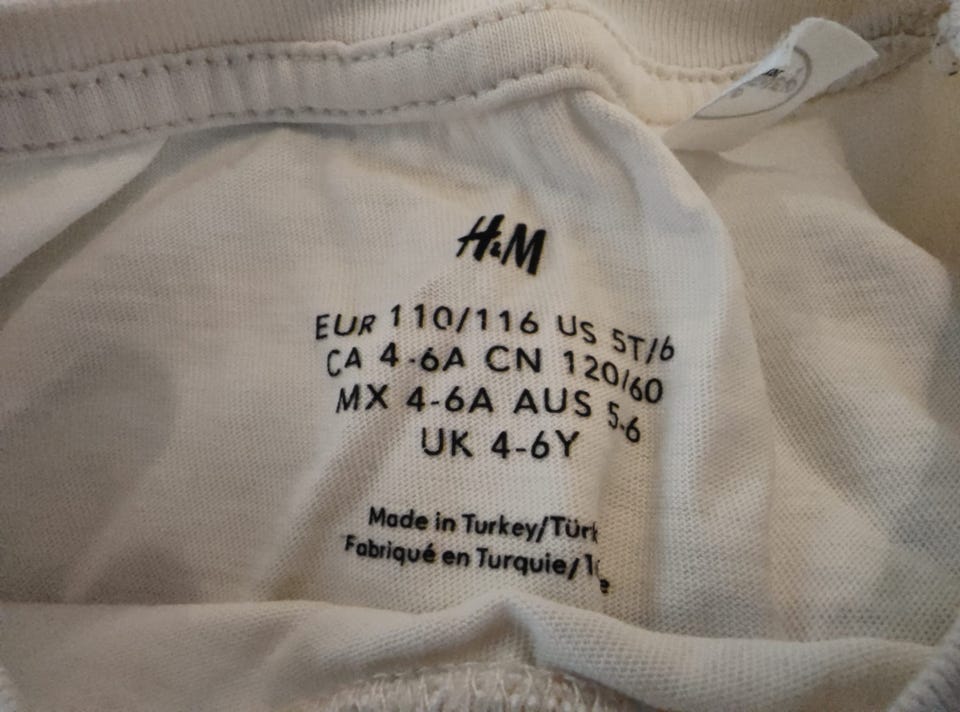 H&M
EUR 110/116 US 5T/6
CA 4-6A CN 120/60
MX 4-6A AUS 5-6
UK 4-6Y
Made in Turkey/Türk
Fabriqué en Turquie/